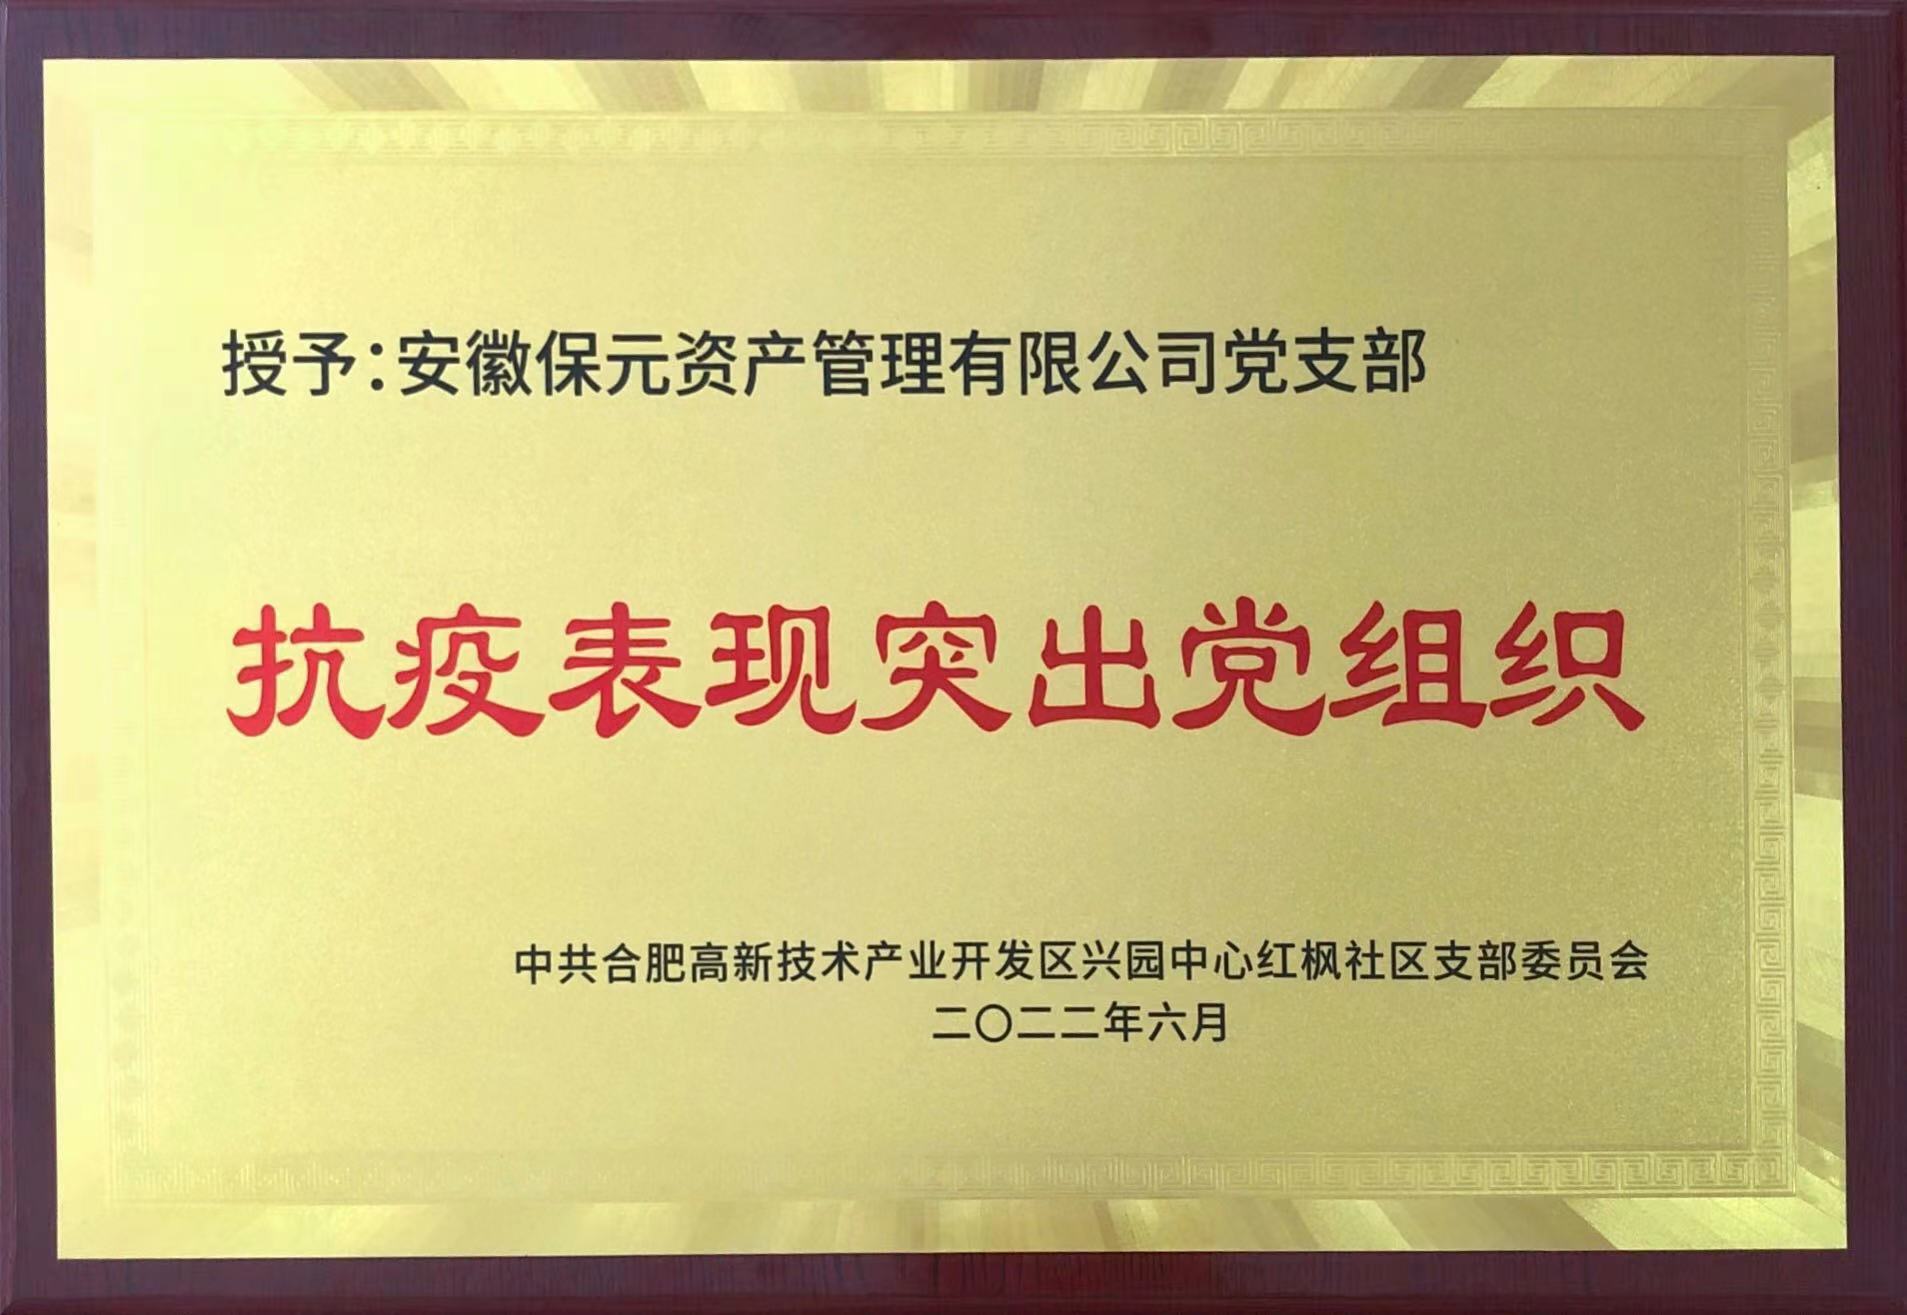 授予：安徽保元资产管理有限公司党支部
抗疫表现突出党组织
中共合肥高新技术产业开发区兴园中心红枫社区支部委员会
二〇二二年六月